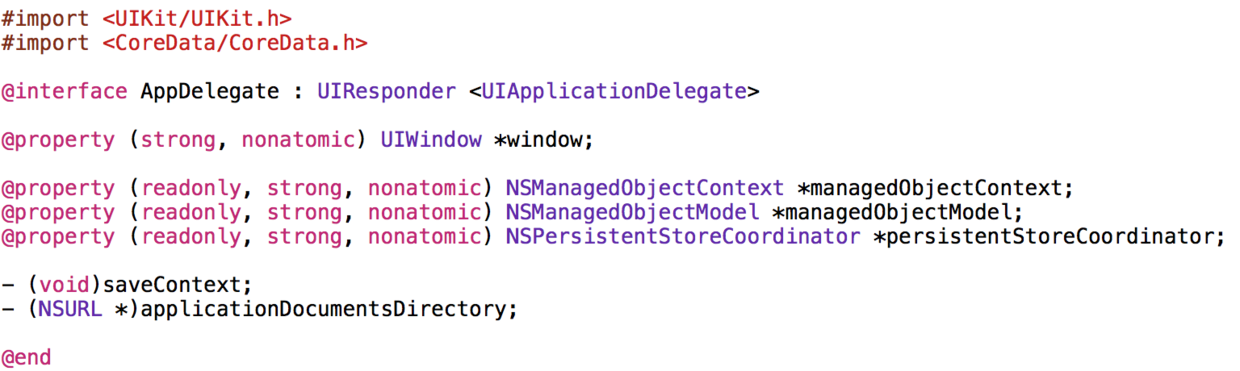 #import <UIKit/UIKit.h>
#import <CoreData/CoreData.h>
@interface AppDelegate : UIResponder <UIApplicationDelegate>
@property (strong, nonatomic) UIWindow *window;
@property (readonly, strong, nonatomic) NSManagedObjectContext *managedObjectContext;
@property (readonly, strong, nonatomic) NSManagedObjectModel *managedObjectModel;
@property (readonly, strong, nonatomic) NSPersistentStoreCoordinator *persistentStoreCoordinator;
- (void)saveContext;
- (NSURL *)applicationDocumentsDirectory;
@end